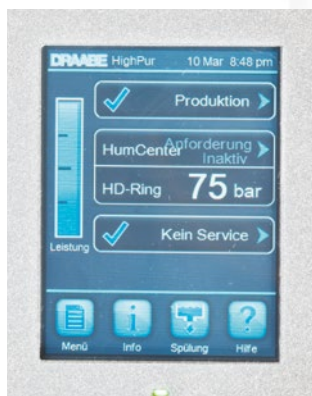 DRAABE HighPur 10 Mar 8:48 pm
Produktion
HumCenter Anforderung
Inaktiv
HD-Ring 75 bar
Leistung
Kein Service
Menü Info Spülung Hilfe